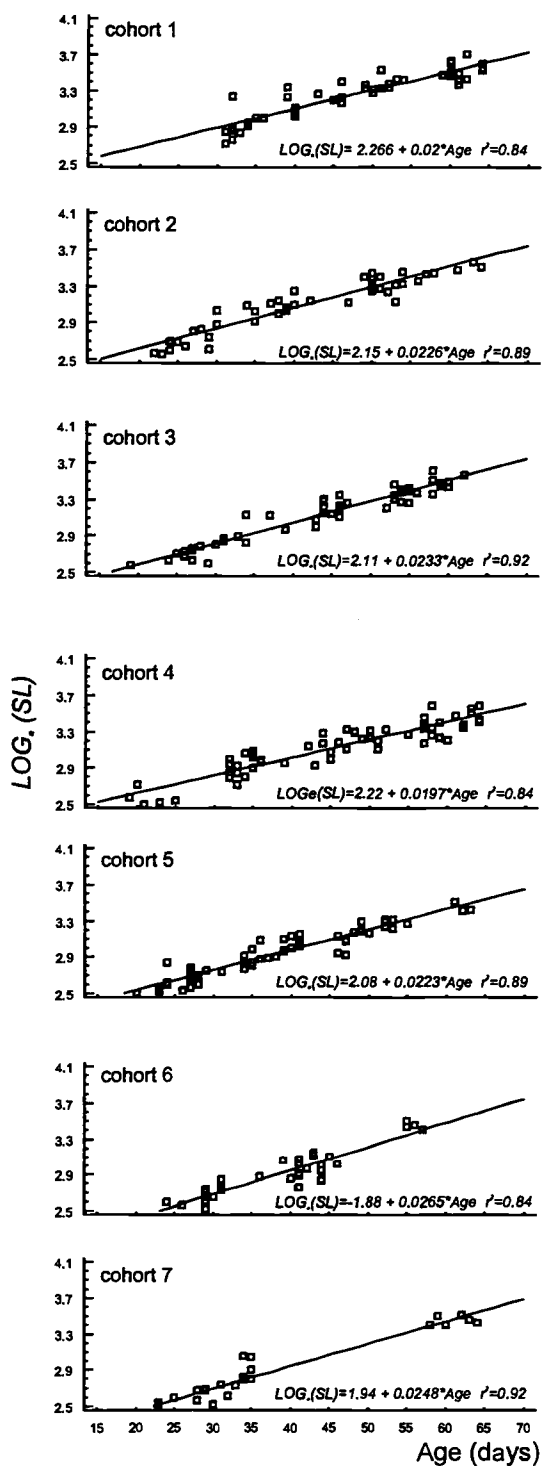 4.1
cohort 1
3.7
3.3
2.9
2.5
LOGₑ(SL)= 2.266 + 0.02*Age r²=0.84
4.1
cohort 2
3.7
3.3
2.9
2.5
LOGₑ(SL)=2.15 + 0.0226*Age r²=0.89
4.1
cohort 3
3.7
3.3
2.9
2.5
LOGₑ(SL)=2.11 + 0.0233*Age r²=0.92
LOGₑ (SL)
4.1
cohort 4
3.7
3.3
2.9
2.5
LOGe(SL)=2.22 + 0.0197*Age r²=0.84
4.1
cohort 5
3.7
3.3
2.9
2.5
LOGₑ(SL)=2.08 + 0.0223*Age r²=0.89
4.1
cohort 6
3.7
3.3
2.9
2.5
LOGₑ(SL)=-1.88 + 0.0265*Age r²=0.84
4.1
cohort 7
3.7
3.3
2.9
2.5
LOGₑ(SL)=1.94 + 0.0248*Age r²=0.92
15 20 25 30 35 40 45 50 55 60 65 70
Age (days)